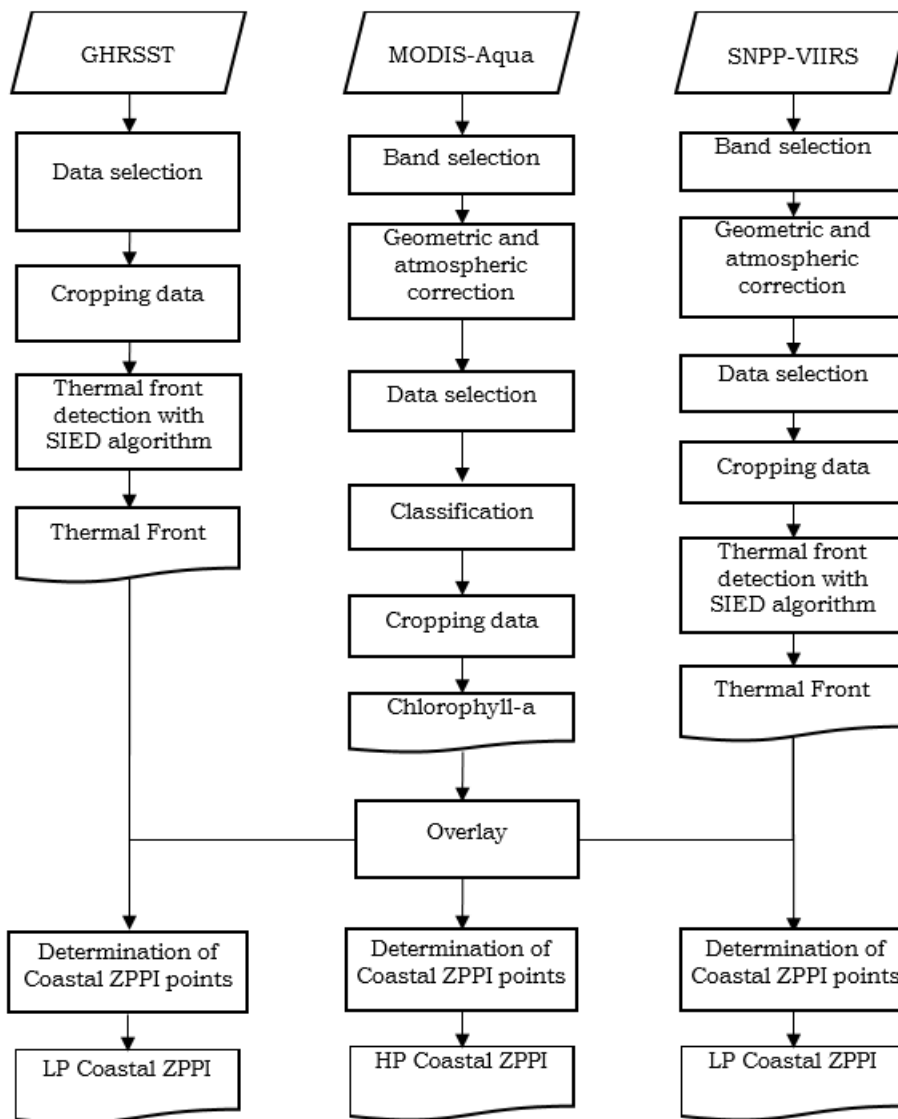 GHRSST
Data selection
Cropping data
Thermal front
detection with
SIED algorithm
Thermal Front
MODIS-Aqua
Band selection
Geometric and
atmospheric
correction
Data selection
Classification
Cropping data
Chlorophyll-a
SNPP-VIIRS
Band selection
Geometric and
atmospheric
correction
Data selection
Cropping data
Thermal front
detection with
SIED algorithm
Thermal Front
Overlay
Determination of
Coastal ZPPI points
LP Coastal ZPPI
Determination of
Coastal ZPPI points
HP Coastal ZPPI
Determination of
Coastal ZPPI points
LP Coastal ZPPI